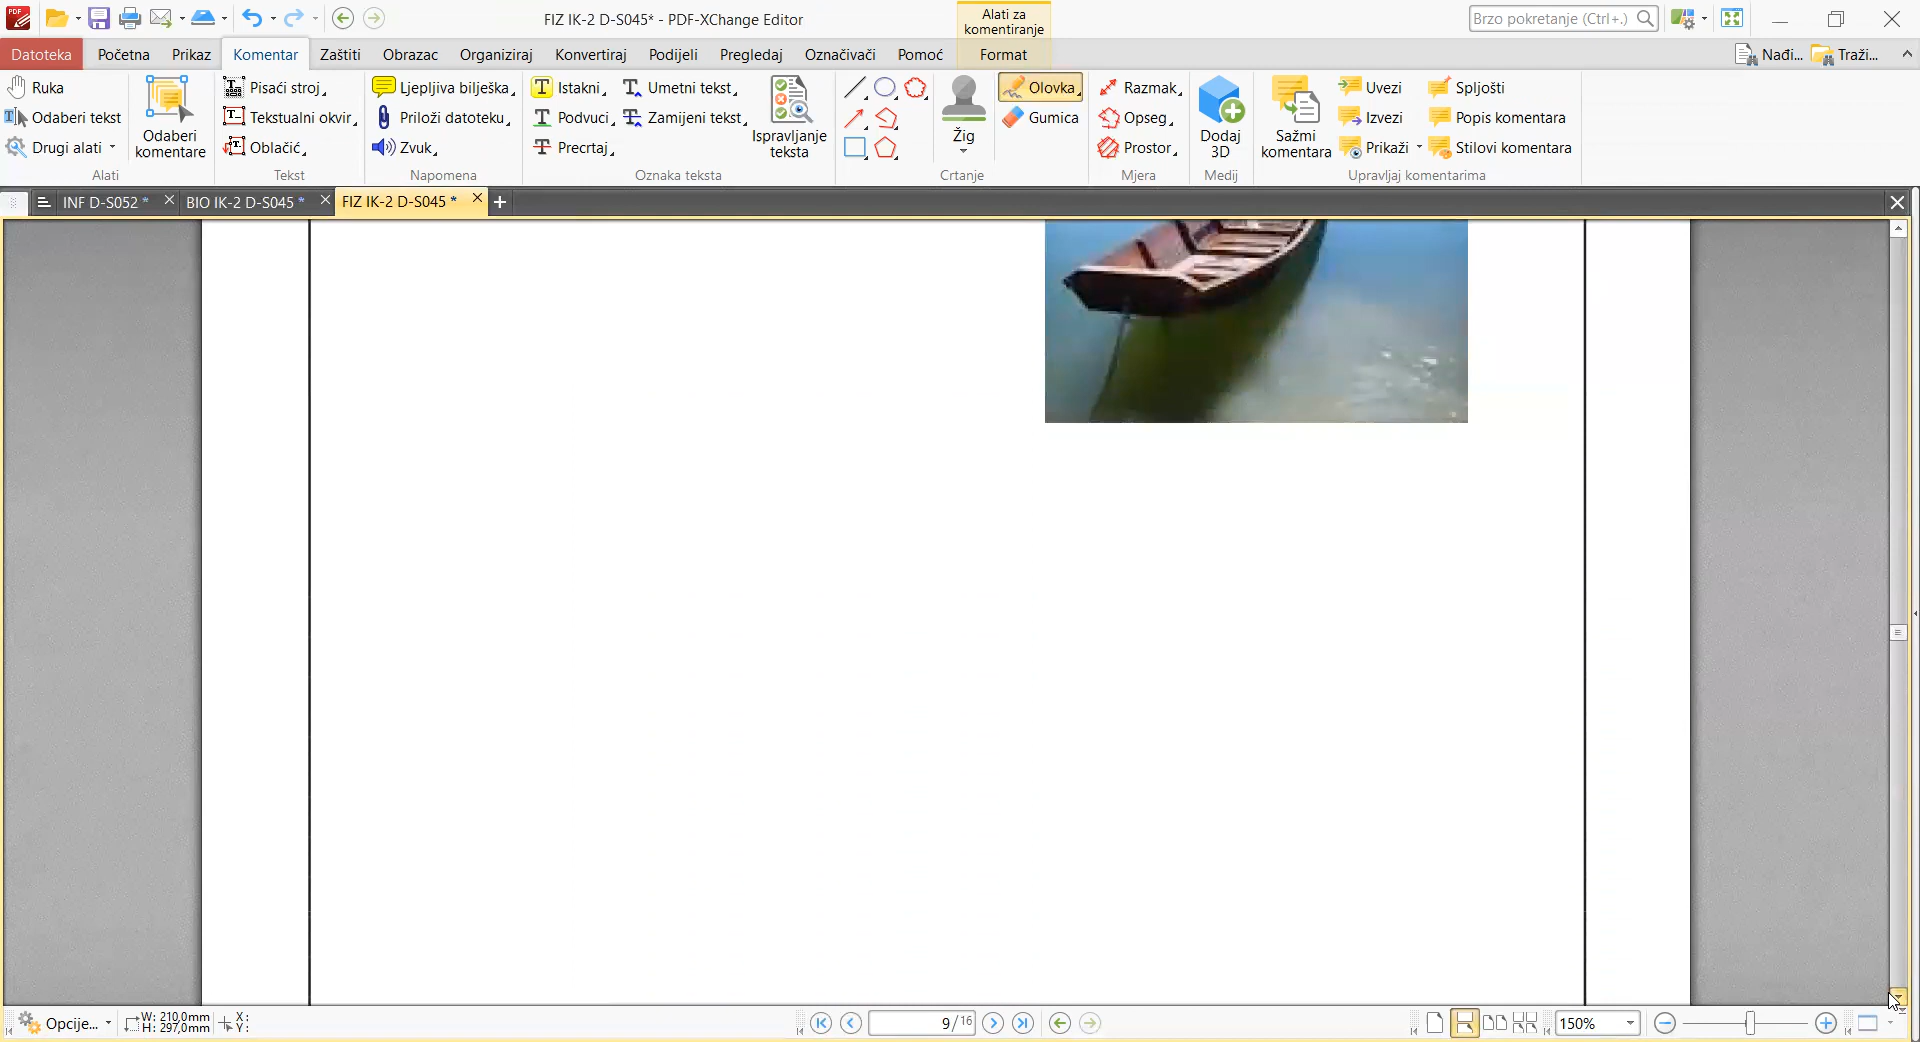 FIZ IK-2 D-S045* - PDF-XChange Editor
Alati za
komentiranje
Brzo pokretanje (Ctrl+.)
Datoteka Početna Prikaz Komentar Zaštiti Obrazac Organiziraj Konvertiraj Podijeli Pregledaj Označivači Pomoć Format Nađi... Traži...
Ruka
Odaberi tekst
Drugi alati
Odaberi
komentare
Alati
Pisaći stroj
Tekstualni okvir
Oblačić
Tekst
Ljepljiva bilješka
Priloži datoteku
Zvuk
Napomena
Istakni
Podvuci
Precrtaj
Umetni tekst
Zamijeni tekst
Ispravljanje
teksta
Oznaka teksta
Crtanje
Žig
Olovka
Gumica
Razmak
Opseg
Prostor
Mjera
Dodaj
3D
Medij
Sažmi
komentara
Uvezi
Izvezi
Prikaži
Spljošti
Popis komentara
Stilovi komentara
Upravljaj komentarima
INF D-S052 *
BIO IK-2 D-S045 *
FIZ IK-2 D-S045 *
Opcije...
W: 210,0mm
H: 297,0mm
X:
Y:
9/16
150%